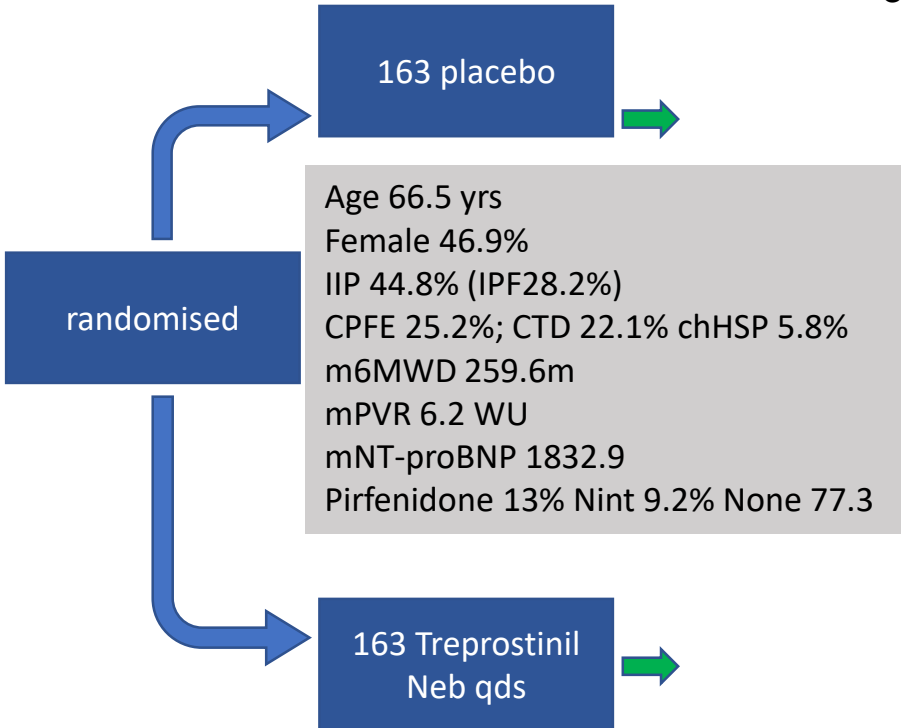 163 placebo
randomised
Age 66.5 yrs
Female 46.9%
IIP 44.8% (IPF28.2%)
CPFE 25.2%; CTD 22.1% chHSP 5.8%
m6MWD 259.6m
mPVR 6.2 WU
mNT-proBNP 1832.9
Pirfenidone 13% Nint 9.2% None 77.3
163 Treprostinil
Neb qds